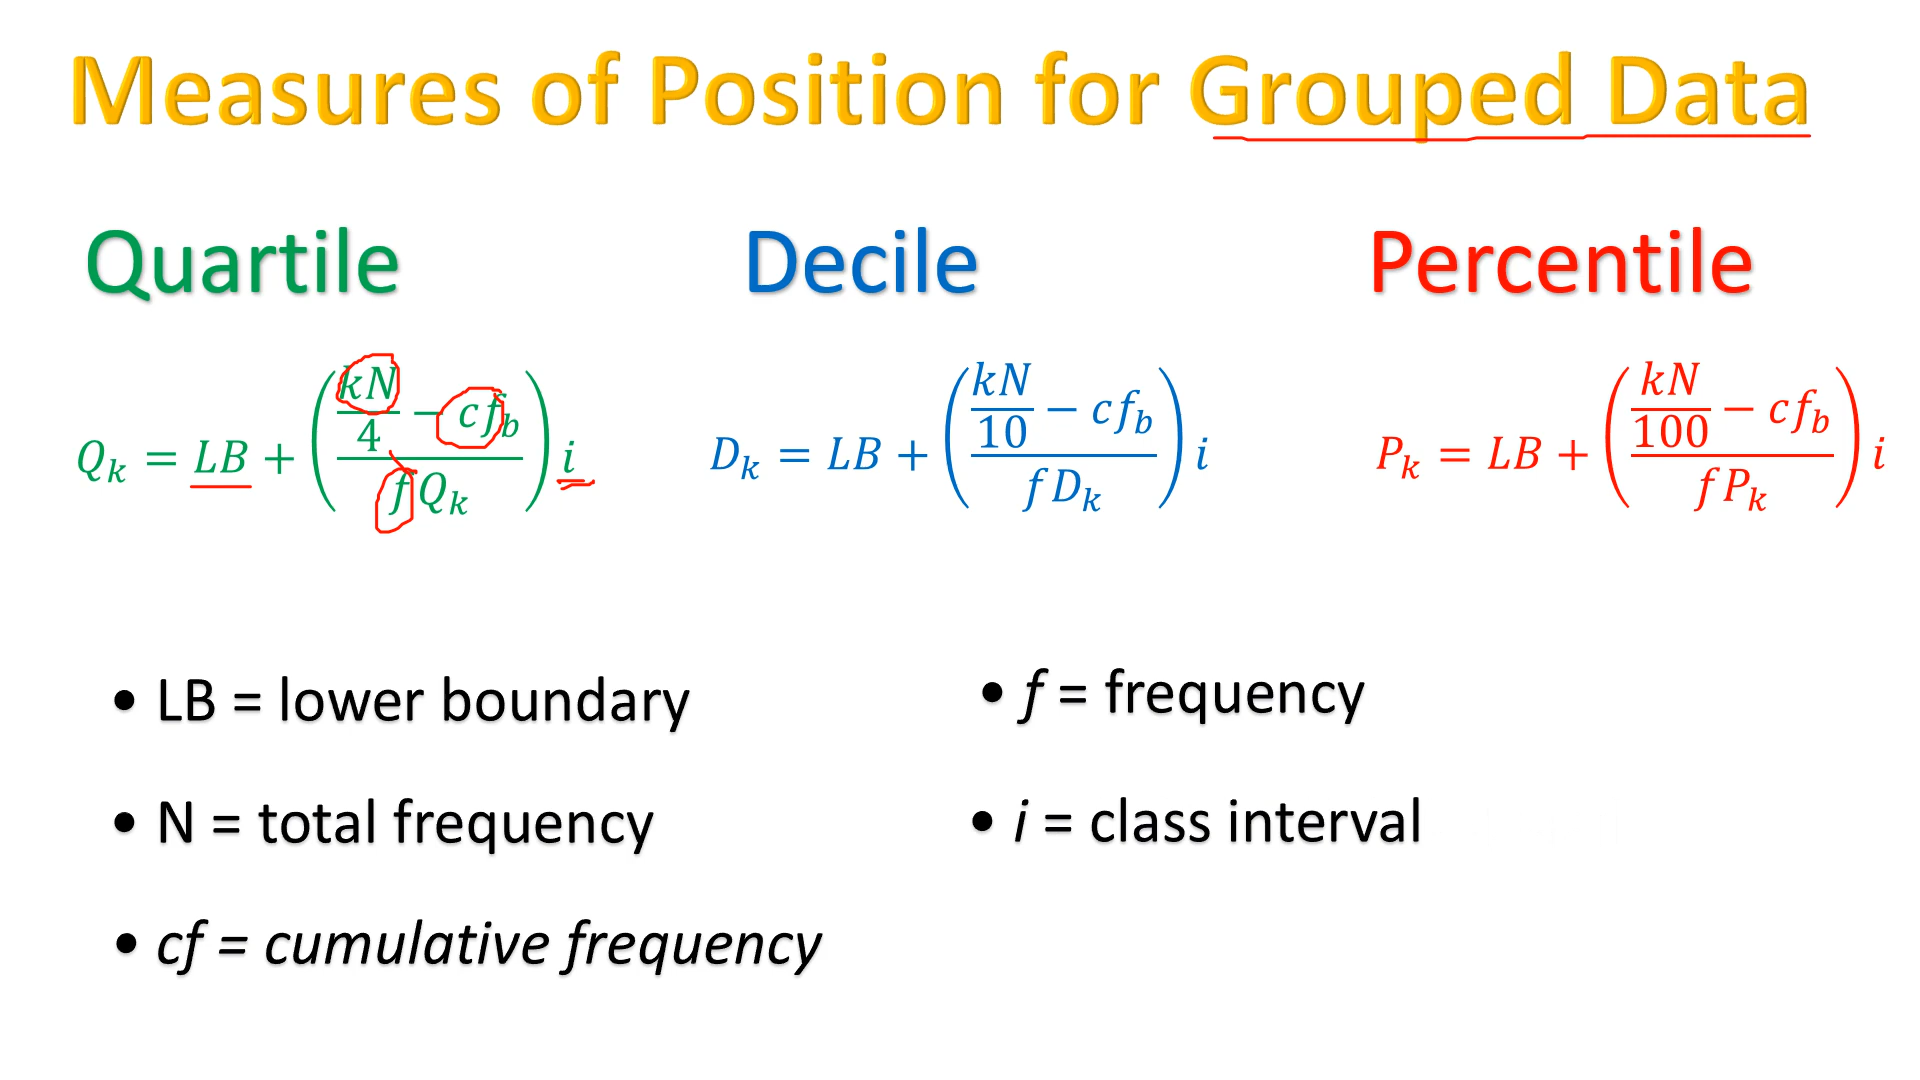 Measures of Position for Grouped Data
Quartile
Decile
Percentile
Q_k = LB + ((kN/4 − cf_b)/(fQ_k)) i
D_k = LB + ((kN/10 − cf_b)/(fD_k)) i
P_k = LB + ((kN/100 − cf_b)/(fP_k)) i
• LB = lower boundary
• N = total frequency
• cf = cumulative frequency
• f = frequency
• i = class interval